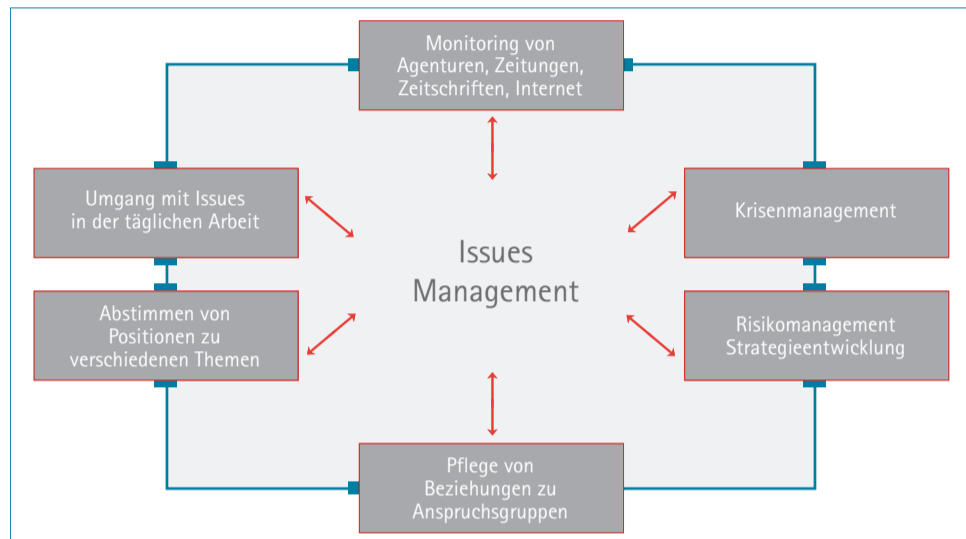 Monitoring von
Agenturen, Zeitungen,
Zeitschriften, Internet
Umgang mit Issues
in der täglichen Arbeit
Krisenmanagement
Issues
Management
Abstimmen von
Positionen zu
verschiedenen Themen
Risikomanagement
Strategieentwicklung
Pflege von
Beziehungen zu
Anspruchsgruppen